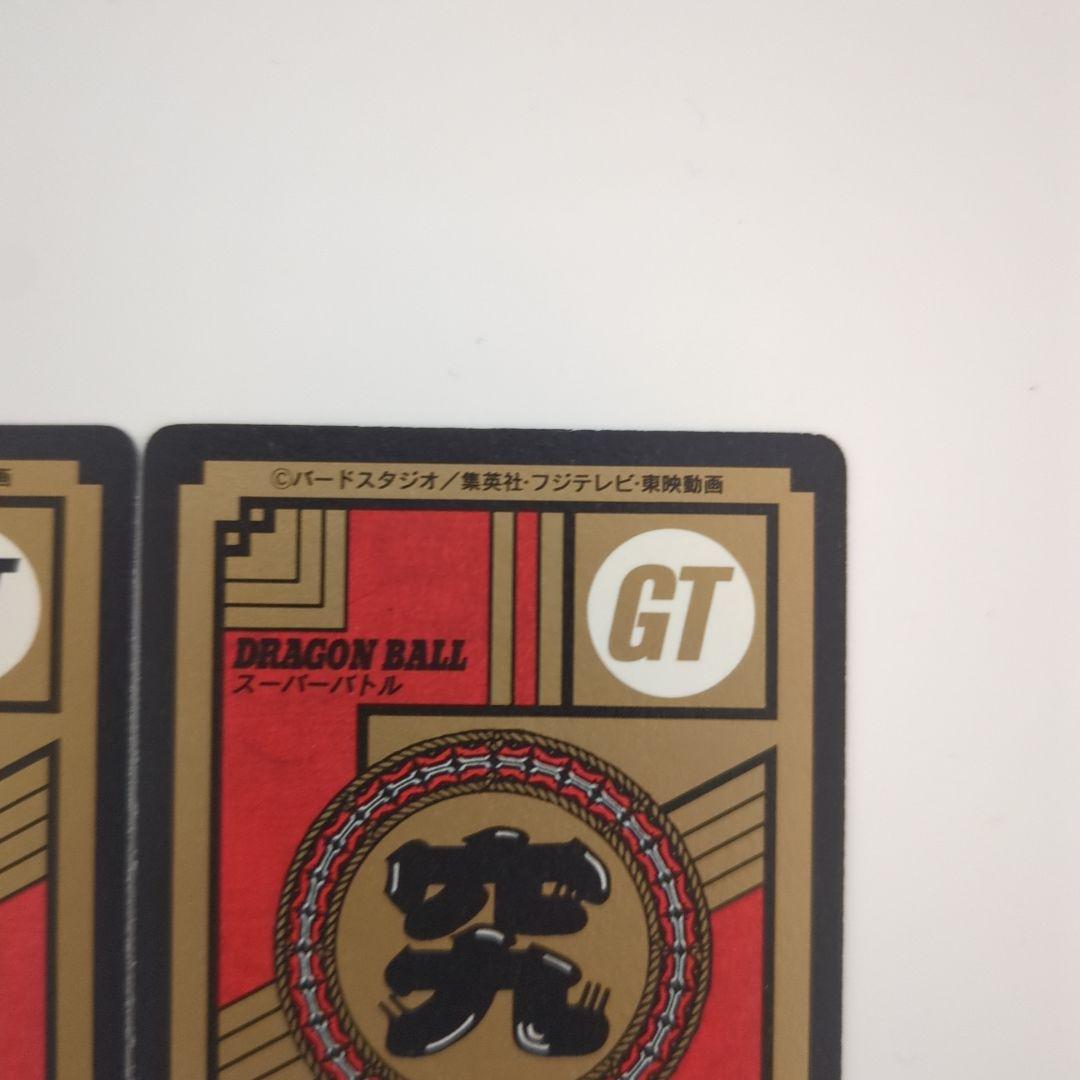 画
©バードスタジオ／集英社・フジテレビ・東映動画
GT
DRAGON BALL
スーパーバトル
究